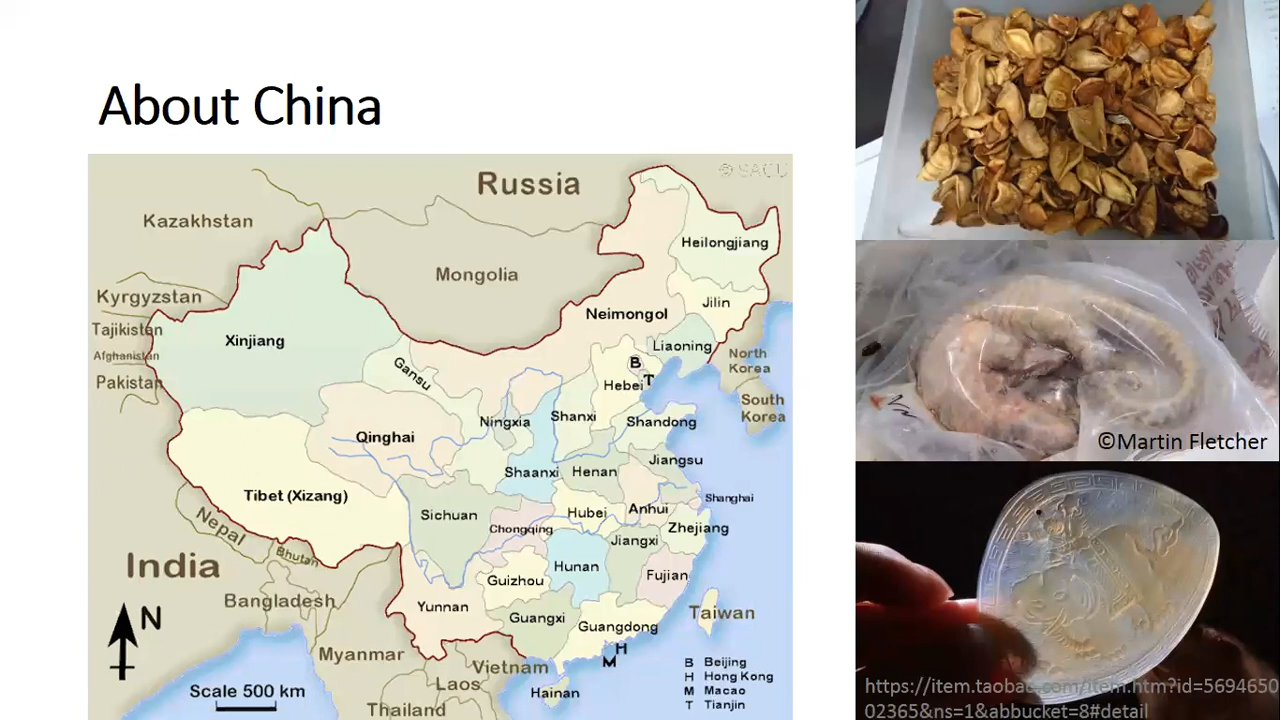 About China
© SACU
Russia
Kazakhstan
Heilongjiang
Mongolia
Kyrgyzstan
Jilin
Neimongol
Tajikistan
Xinjiang
Liaoning
Afghanistan
North
Korea
B
Gansu
Pakistan
Hebei
T
South
Korea
Ningxia
Shanxi
Shandong
Qinghai
Jiangsu
Shaanxi
Henan
Tibet (Xizang)
Shanghai
Sichuan
Hubei
Anhui
Nepal
Chongqing
Zhejiang
Jiangxi
Bhutan
India
Hunan
Guizhou
Fujian
Bangladesh
Yunnan
Taiwan
N
Guangxi
Guangdong
H
M
Myanmar
Vietnam
Laos
B Beijing
H Hong Kong
M Macao
T Tianjin
Scale 500 km
Hainan
Thailand
©Martin Fletcher
https://item.taobao.com/item.htm?id=5694650
02365&ns=1&abbucket=8#detail